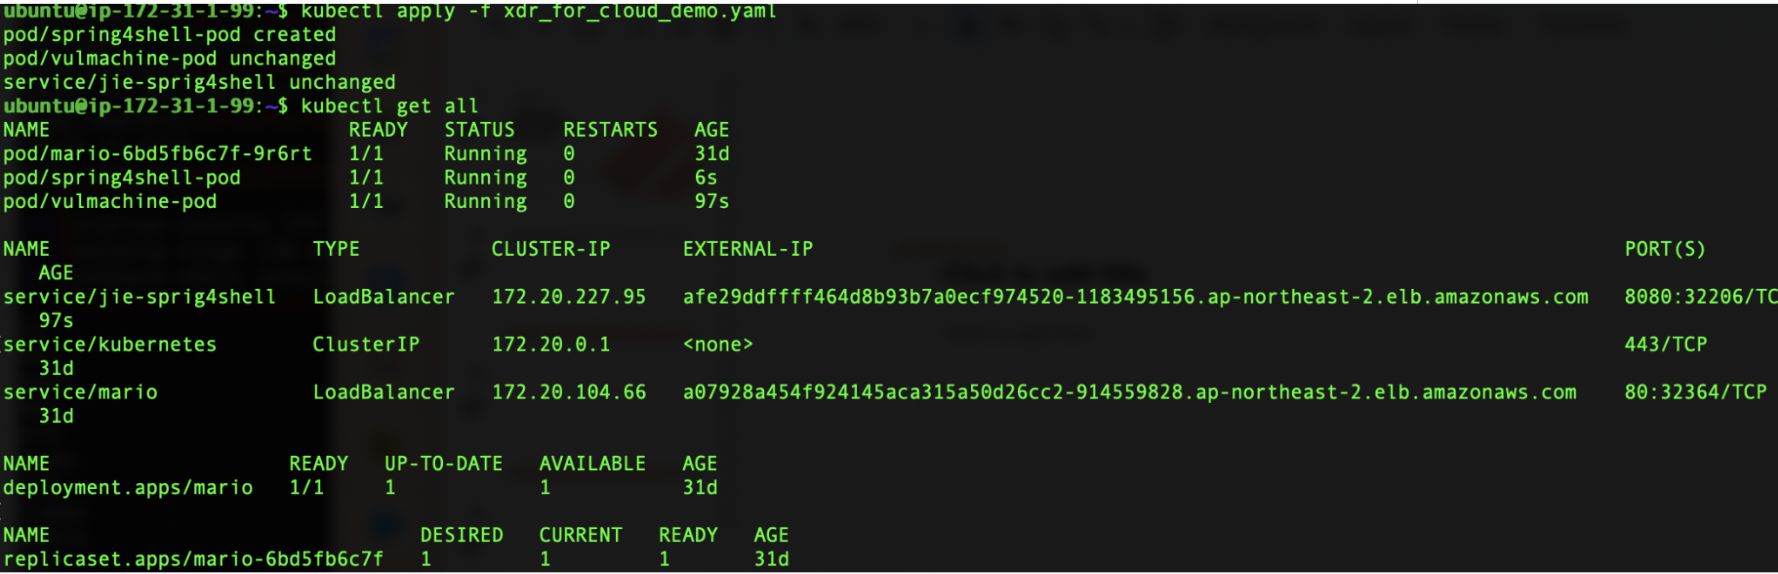 ubuntu@ip-172-31-1-99:~$ kubectl apply -f xdr_for_cloud_demo.yaml
pod/spring4shell-pod created
pod/vulmachine-pod unchanged
service/jie-sprig4shell unchanged
ubuntu@ip-172-31-1-99:~$ kubectl get all
NAME READY STATUS RESTARTS AGE
pod/mario-6bd5fb6c7f-9r6rt 1/1 Running 0 31d
pod/spring4shell-pod 1/1 Running 0 6s
pod/vulmachine-pod 1/1 Running 0 97s
NAME TYPE CLUSTER-IP EXTERNAL-IP PORT(S)
AGE
service/jie-sprig4shell LoadBalancer 172.20.227.95 afe29ddffff464d8b93b7a0ecf974520-1183495156.ap-northeast-2.elb.amazonaws.com 8080:32206/TC
97s
service/kubernetes ClusterIP 172.20.0.1 <none> 443/TCP
31d
service/mario LoadBalancer 172.20.104.66 a07928a454f924145aca315a50d26cc2-914559828.ap-northeast-2.elb.amazonaws.com 80:32364/TCP
31d
NAME READY UP-TO-DATE AVAILABLE AGE
deployment.apps/mario 1/1 1 1 31d
NAME DESIRED CURRENT READY AGE
replicaset.apps/mario-6bd5fb6c7f 1 1 1 31d